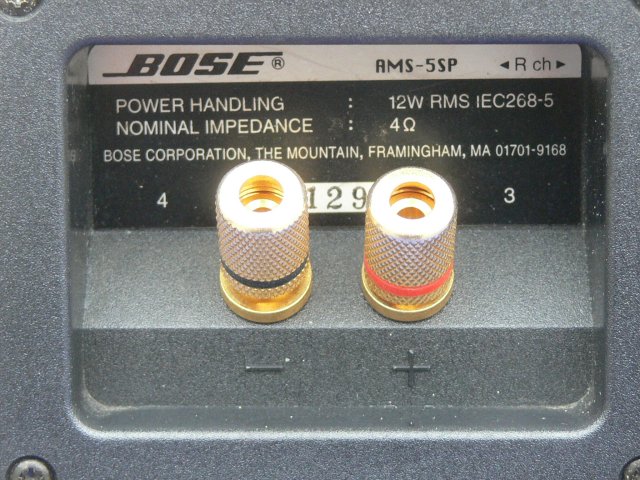 BOSE® AMS-5SP ◄R ch►
POWER HANDLING : 12W RMS IEC268-5
NOMINAL IMPEDANCE : 4Ω
BOSE CORPORATION, THE MOUNTAIN, FRAMINGHAM, MA 01701-9168
4 129 3
− +